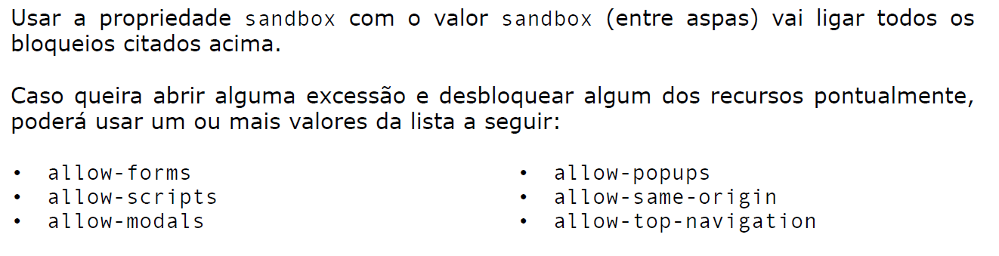 Usar a propriedade sandbox com o valor sandbox (entre aspas) vai ligar todos os
bloqueios citados acima.
Caso queira abrir alguma excessão e desbloquear algum dos recursos pontualmente,
poderá usar um ou mais valores da lista a seguir:
• allow-forms
• allow-scripts
• allow-modals
• allow-popups
• allow-same-origin
• allow-top-navigation